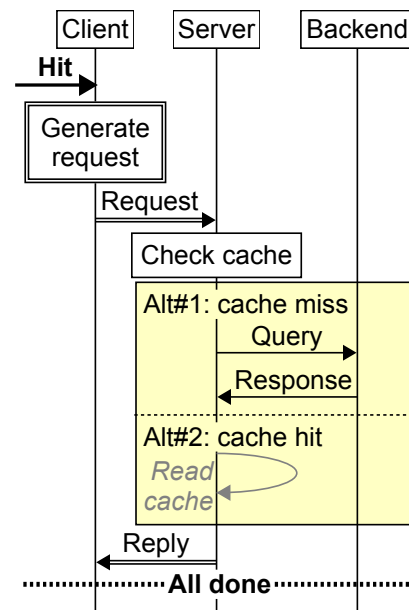 Client Server Backend
Hit
Generate
request
Request
Check cache
Alt#1: cache miss
Query
Response
Alt#2: cache hit
Read
cache
Reply
All done